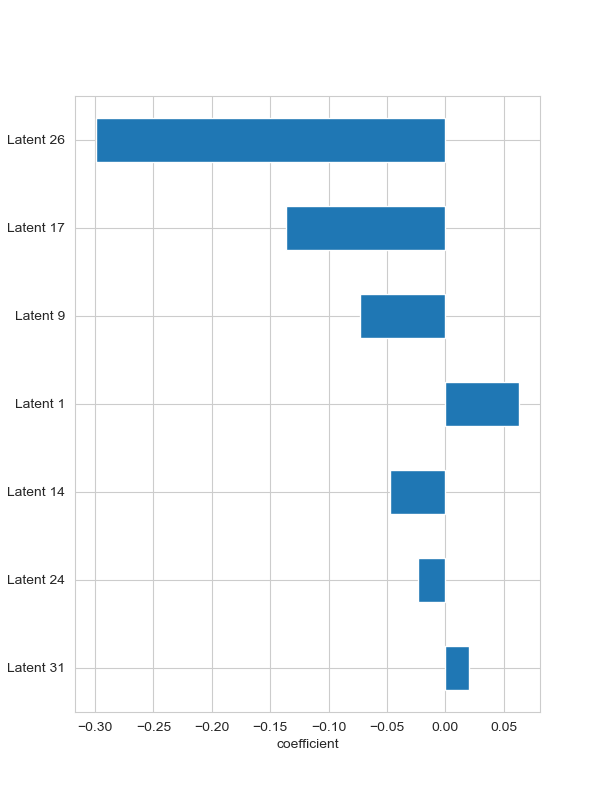 Latent 26
Latent 17
Latent 9
Latent 1
Latent 14
Latent 24
Latent 31
−0.30 −0.25 −0.20 −0.15 −0.10 −0.05 0.00 0.05
coefficient